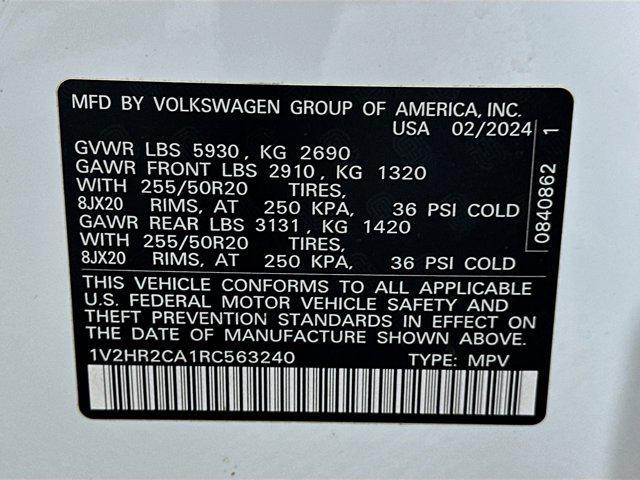 MFD BY VOLKSWAGEN GROUP OF AMERICA, INC.
USA 02/2024
GVWR LBS 5930, KG 2690
GAWR FRONT LBS 2910, KG 1320
WITH 255/50R20 TIRES,
8JX20 RIMS, AT 250 KPA, 36 PSI COLD
GAWR REAR LBS 3131, KG 1420
WITH 255/50R20 TIRES,
8JX20 RIMS, AT 250 KPA, 36 PSI COLD
THIS VEHICLE CONFORMS TO ALL APPLICABLE
U.S. FEDERAL MOTOR VEHICLE SAFETY AND
THEFT PREVENTION STANDARDS IN EFFECT ON
THE DATE OF MANUFACTURE SHOWN ABOVE.
1V2HR2CA1RC563240 TYPE: MPV
0840862 1